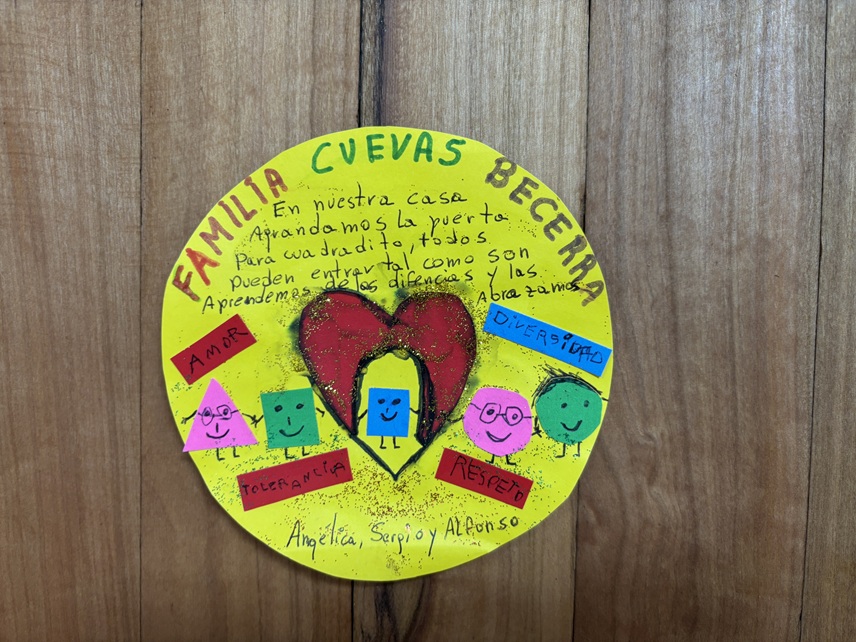 FAMILIA CUEVAS BECERRA
En nuestra casa
Agrandamos la puerta
Para cuadradito, todos
pueden entrar tal como son
Aprendemos de las difencias y las
Abrazamos
AMOR
DIVERSIDAD
TOLERANCIA
RESPETO
Angélica, Sergio y Alfonso